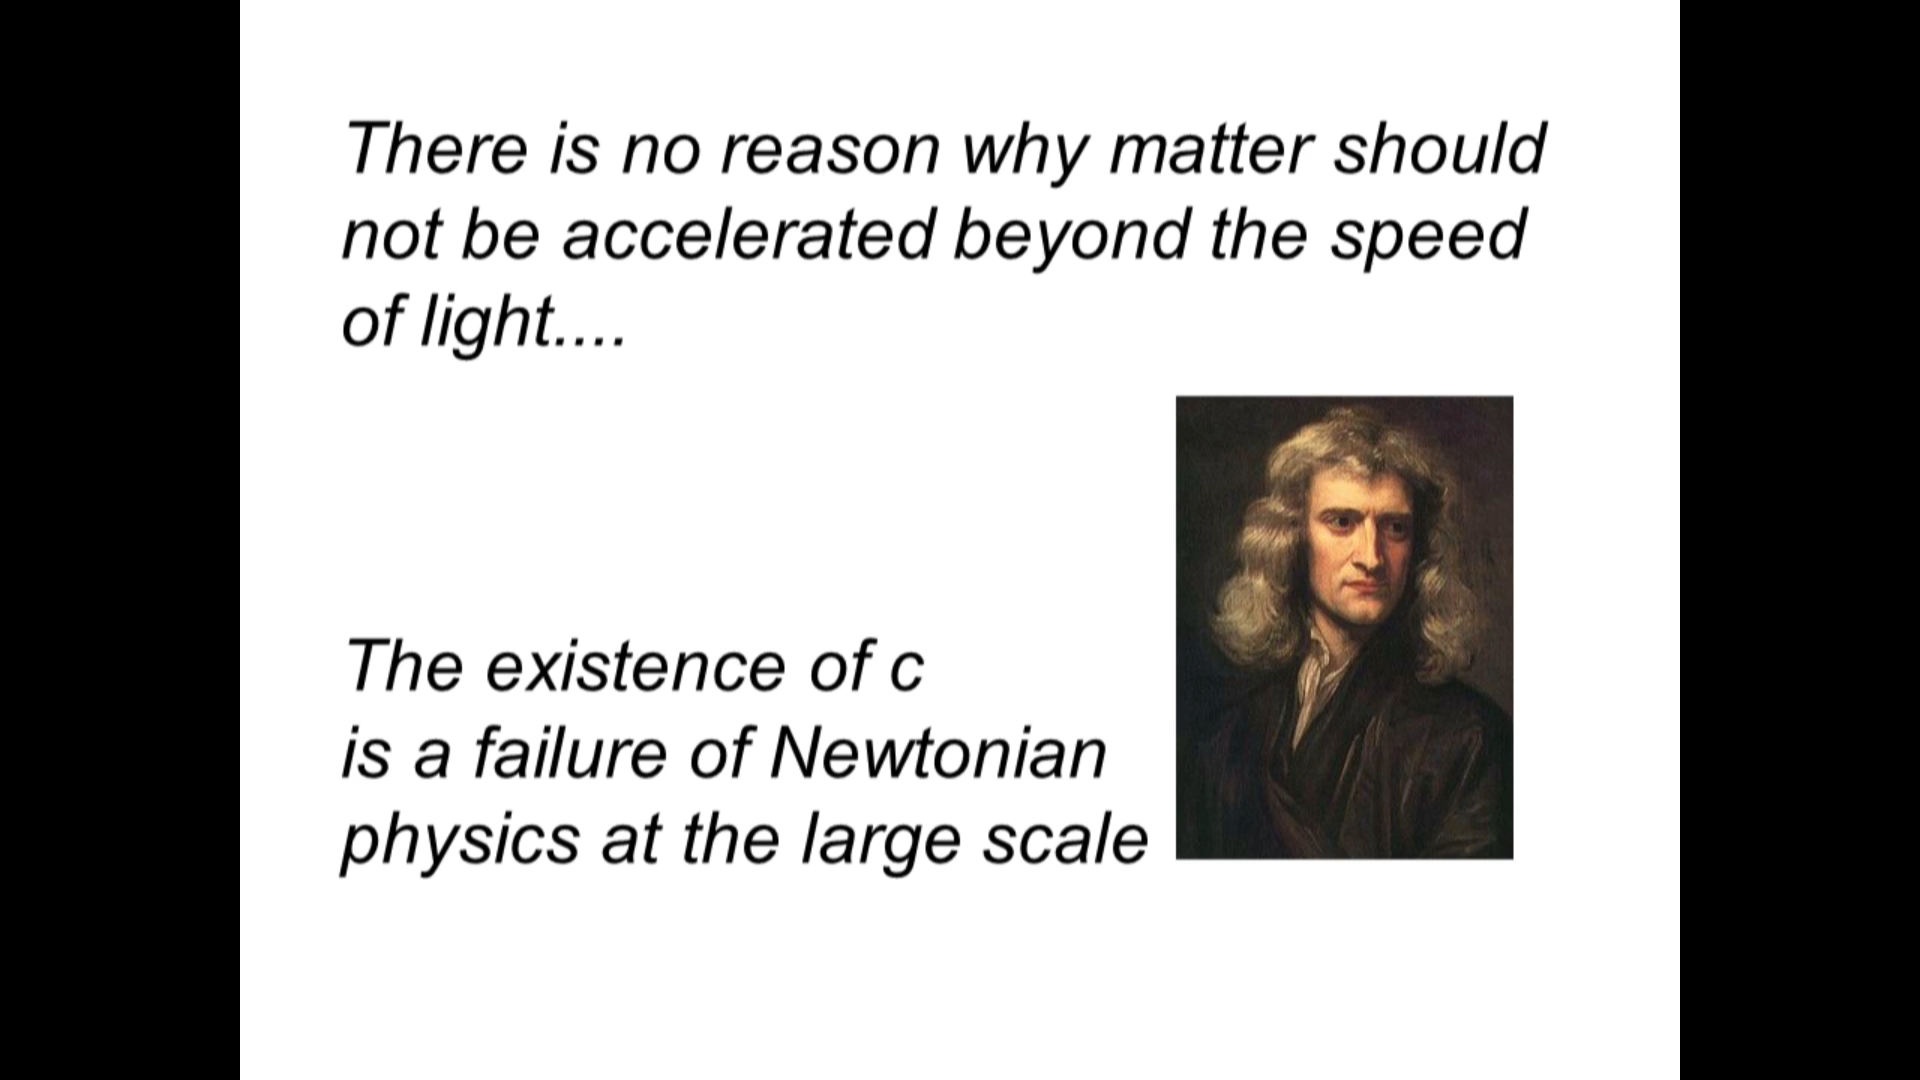 There is no reason why matter should
not be accelerated beyond the speed
of light....
The existence of c
is a failure of Newtonian
physics at the large scale